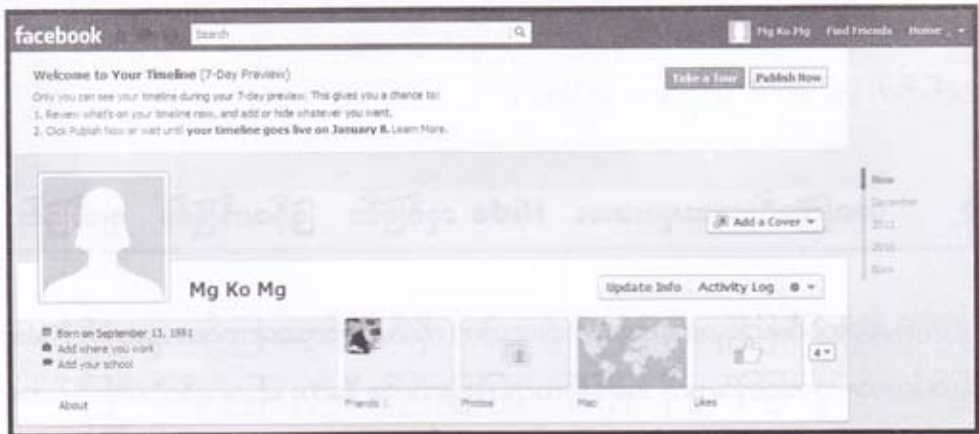 facebook
Search
Mg Ko Mg Find Friends Home
Welcome to Your Timeline (7-Day Preview)
Take a Tour Publish Now
Only you can see your timeline during your 7-day preview. This gives you a chance to:
1. Review what's on your timeline now, and add or hide whatever you want.
2. Click Publish Now or wait until your timeline goes live on January 8. Learn More.
Now
December
2011
Born
Add a Cover
Mg Ko Mg
Update Info Activity Log
Born on September 13, 1981
Add where you work
Add your school
4
About
Friends
Photos
Map
Likes
Hide